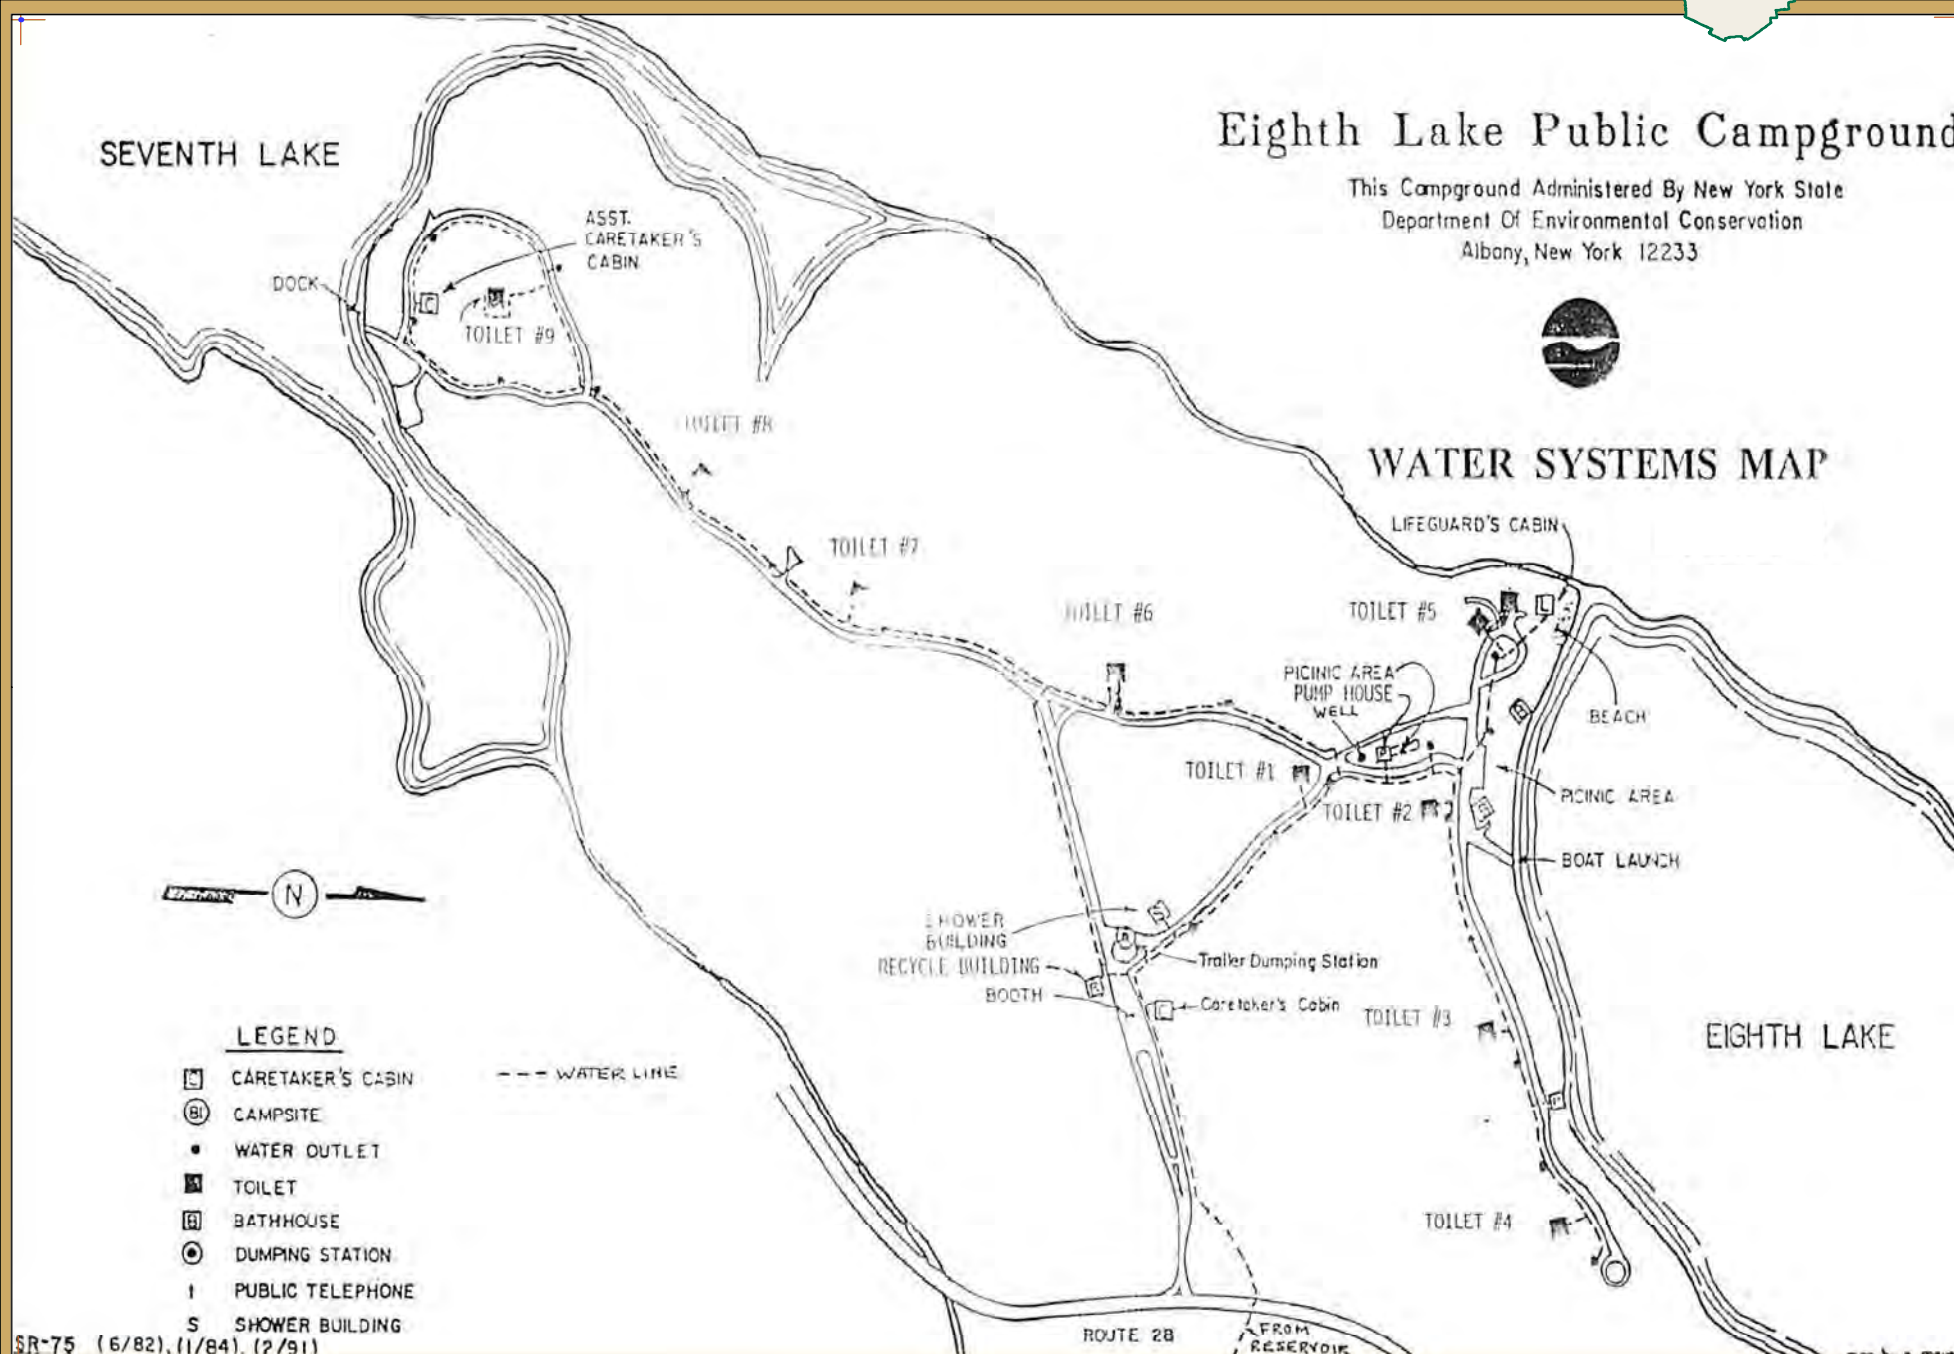 Eighth Lake Public Campground
This Campground Administered By New York State
Department Of Environmental Conservation
Albany, New York 12233
WATER SYSTEMS MAP
SEVENTH LAKE
ASST.
CARETAKER'S
CABIN
DOCK
TOILET #9
TOILET #8
TOILET #7
TOILET #6
LIFEGUARD'S CABIN
TOILET #5
L
PICINIC AREA
PUMP HOUSE
WELL
P
B
BEACH
TOILET #1
TOILET #2
PICINIC AREA
BOAT LAUNCH
N
SHOWER
BUILDING
S
RECYCLE BUILDING
R
BOOTH
Trailer Dumping Station
Caretaker's Cabin
C
TOILET #3
EIGHTH LAKE
TOILET #4
LEGEND
C CARETAKER'S CABIN
81 CAMPSITE
WATER OUTLET
TOILET
B BATHHOUSE
DUMPING STATION
PUBLIC TELEPHONE
S SHOWER BUILDING
WATER LINE
ROUTE 28
FROM
RESERVOIR
SR-75 (6/82), (1/84), (2/91)